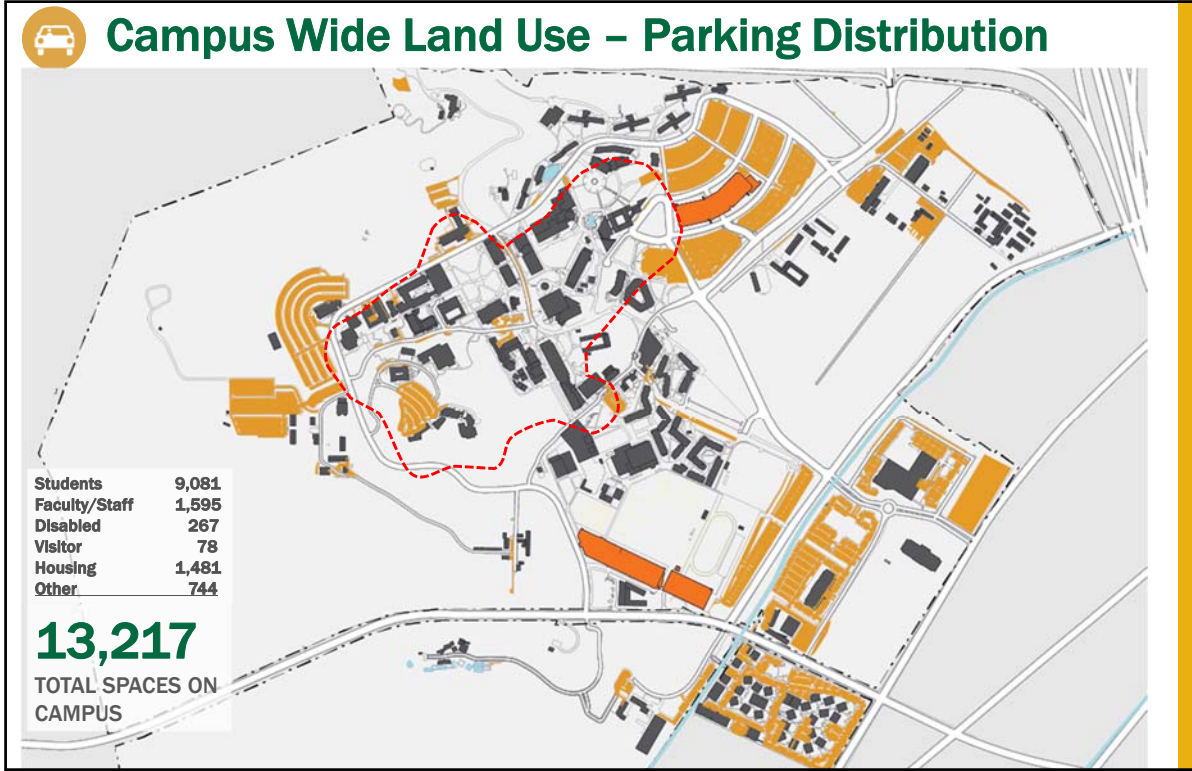 Campus Wide Land Use – Parking Distribution
Students 9,081
Faculty/Staff 1,595
Disabled 267
Visitor 78
Housing 1,481
Other 744
13,217
TOTAL SPACES ON
CAMPUS